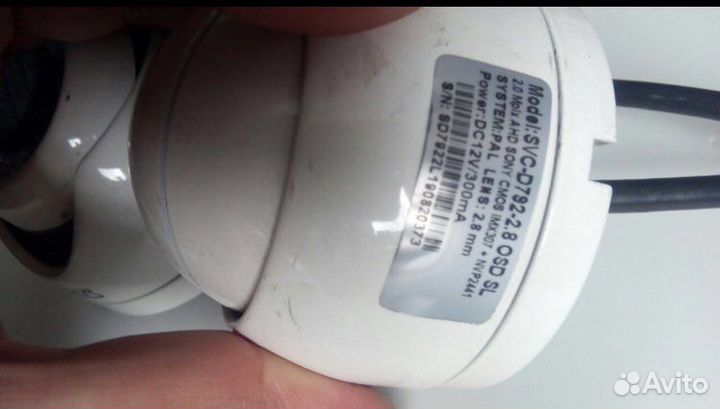 Model:SVC-D792-2.8 OSD SL
2.0 Mpix AHD SONY CMOS IMX307 + NVP2441
SYSTEM:PAL LENS: 2.8 mm
Power:DC12V/300mA
S/N: SD7922L190820373
Avito